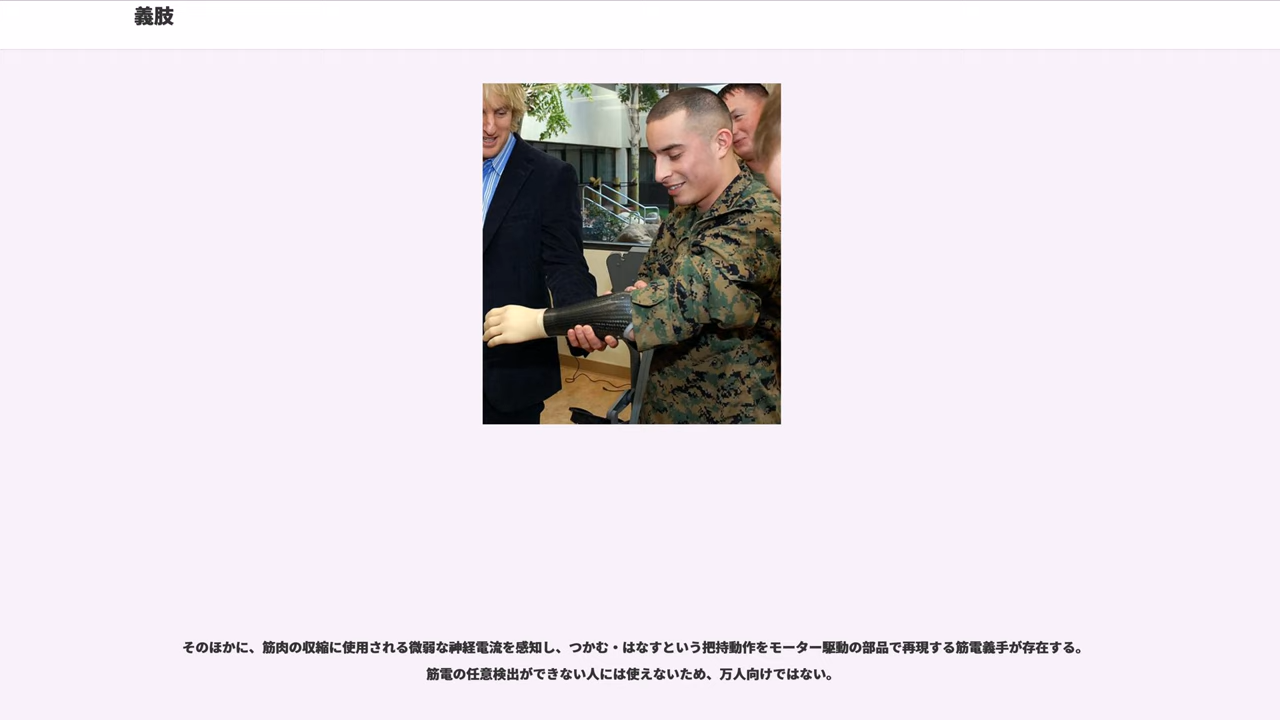 義肢
そのほかに、筋肉の収縮に使用される微弱な神経電流を感知し、つかむ・はなすという把持動作をモーター駆動の部品で再現する筋電義手が存在する。
筋電の任意検出ができない人には使えないため、万人向けではない。